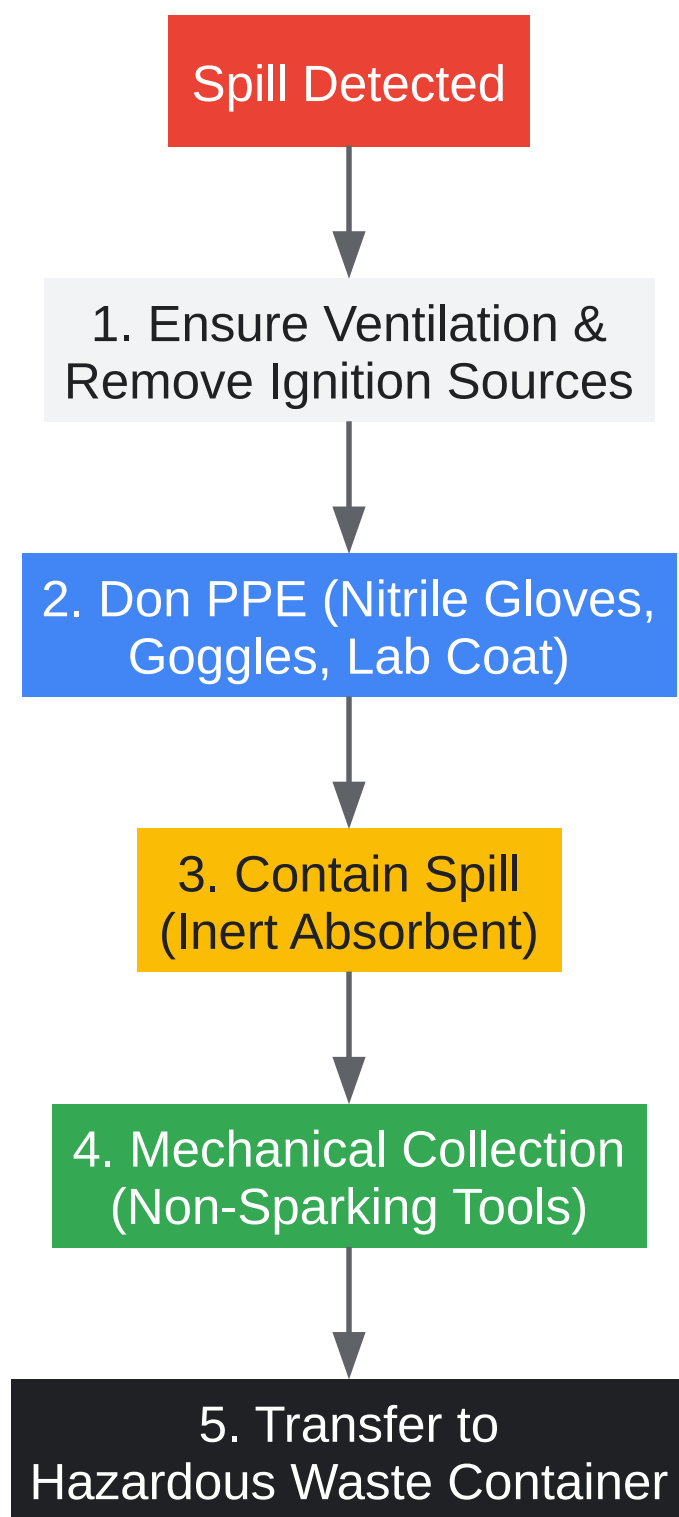 Spill Detected
1. Ensure Ventilation &
Remove Ignition Sources
2. Don PPE (Nitrile Gloves,
Goggles, Lab Coat)
3. Contain Spill
(Inert Absorbent)
4. Mechanical Collection
(Non-Sparking Tools)
5. Transfer to
Hazardous Waste Container